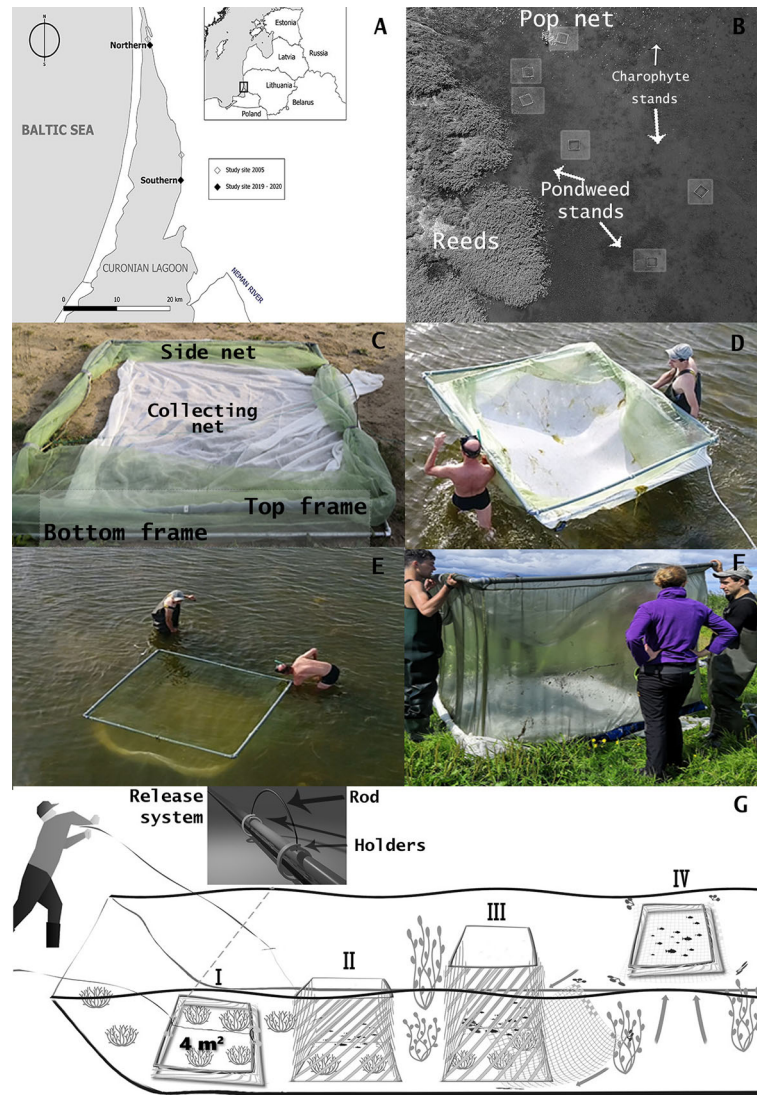 A
N
S
Northern
Southern
BALTIC SEA
CURONIAN LAGOON
NEMAN RIVER
0 10 20 km
Estonia
Latvia
Russia
Lithuania
Belarus
Poland
Study site 2005
Study site 2019 - 2020
B
Pop net
Charophyte
stands
Pondweed
stands
Reeds
C
Side net
Collecting
net
Top frame
Bottom frame
D
E
F
G
Release
system
Rod
Holders
I
II
III
IV
4 m²